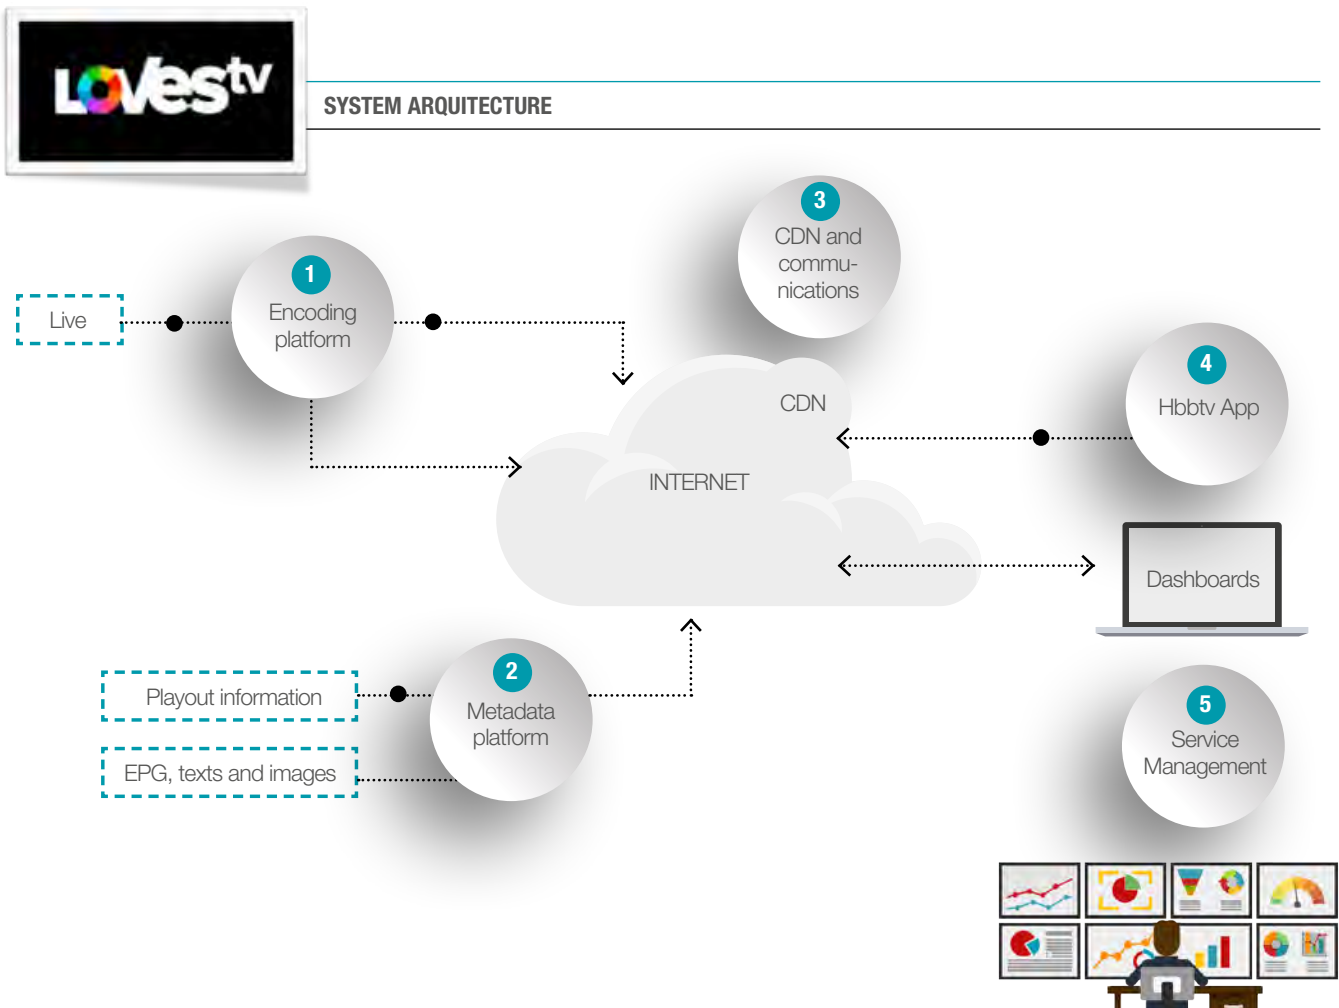 LOVEStv
SYSTEM ARQUITECTURE
3
CDN and
commu-
nications
1
Encoding
platform
Live
4
Hbbtv App
CDN
INTERNET
Dashboards
2
Metadata
platform
Playout information
EPG, texts and images
5
Service
Management